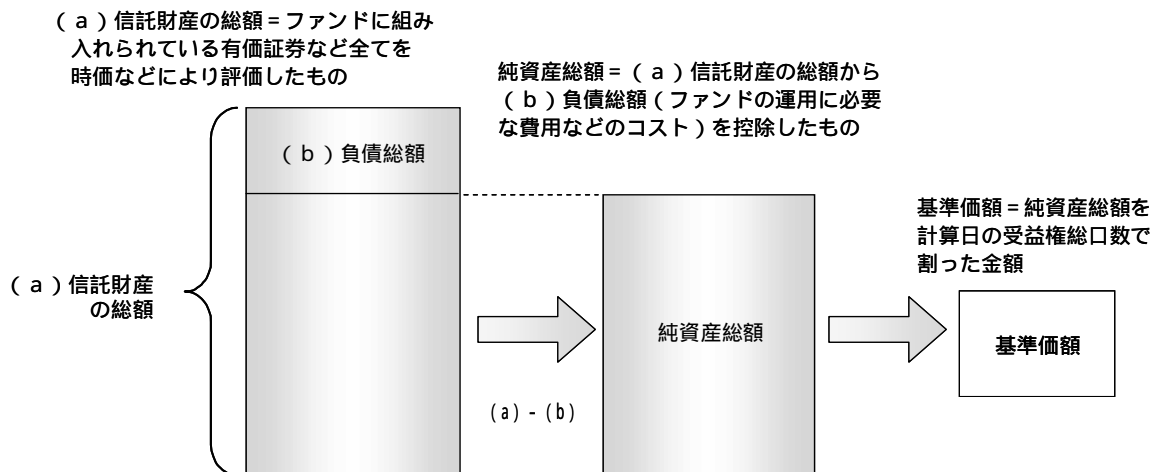 (a)信託財産の総額=ファンドに組み
入れられている有価証券など全てを
時価などにより評価したもの
純資産総額=(a)信託財産の総額から
(b)負債総額(ファンドの運用に必要
な費用などのコスト)を控除したもの
(b)負債総額
基準価額=純資産総額を
計算日の受益権総口数で
割った金額
(a)信託財産
の総額
純資産総額
基準価額
(a) - (b)